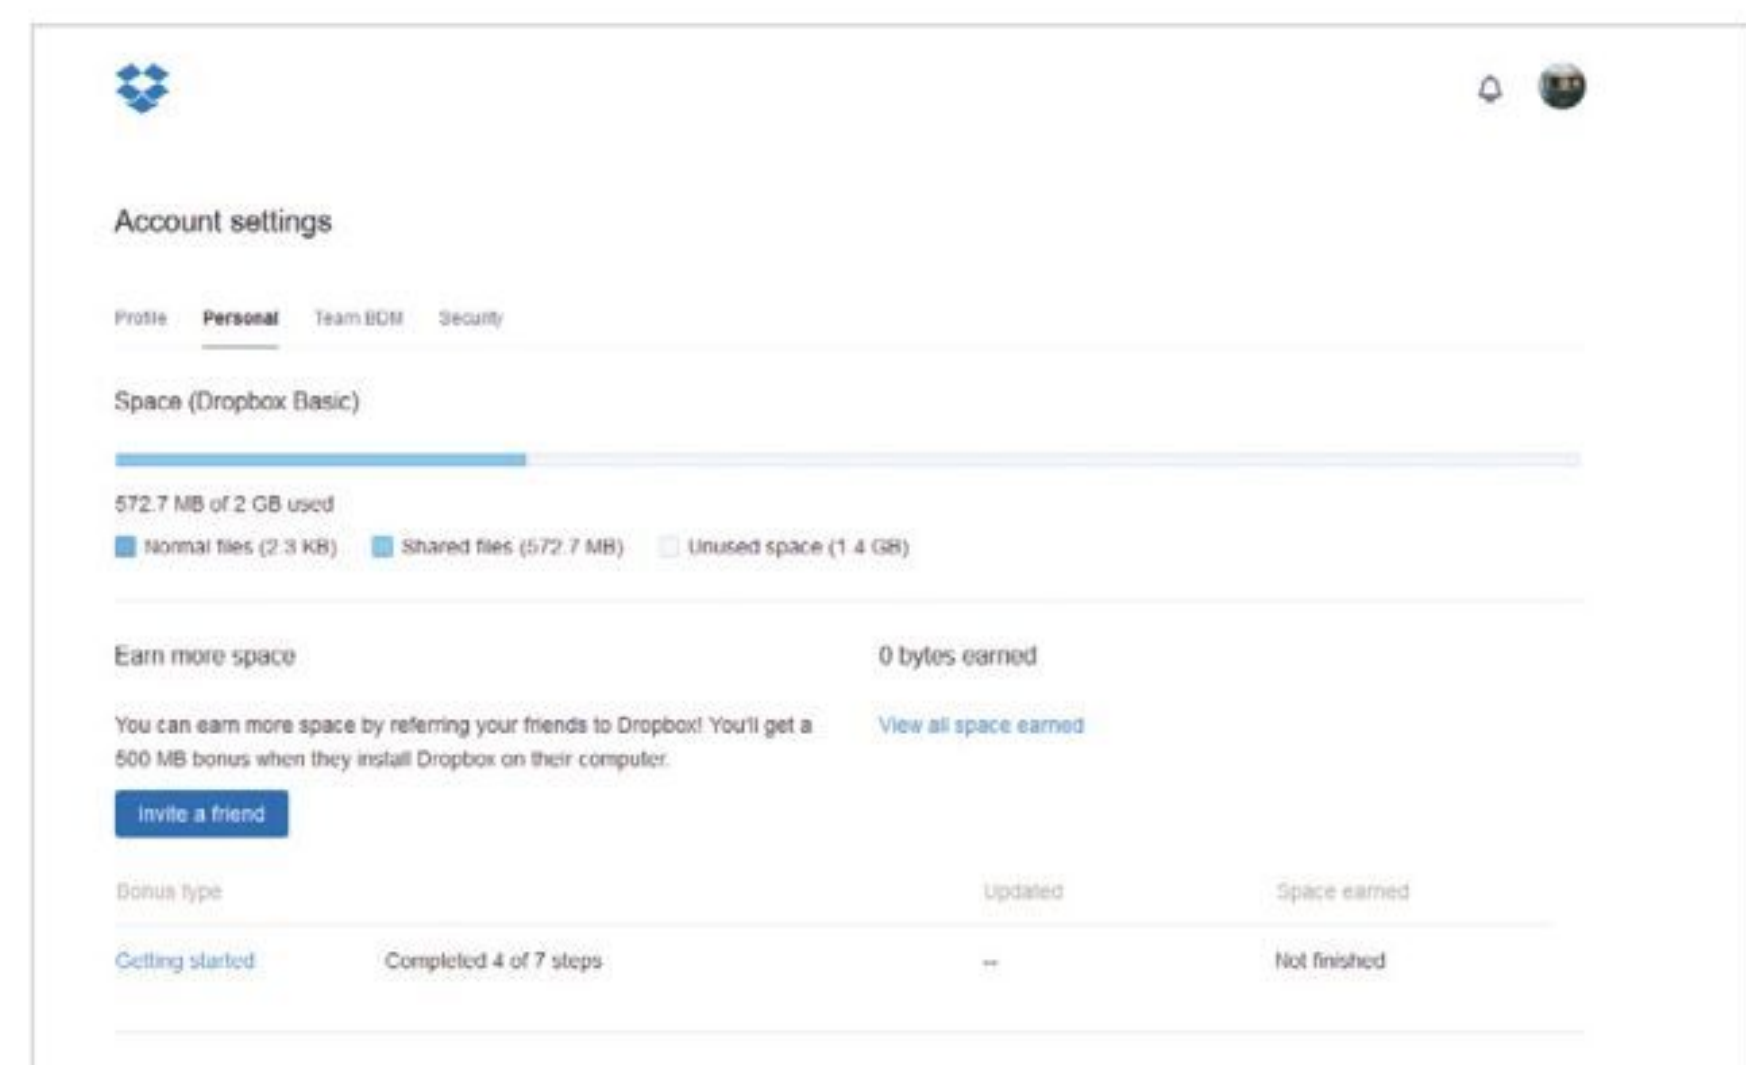 Account settings
Profile Personal Team BDM Security
Space (Dropbox Basic)
572.7 MB of 2 GB used
Normal files (2.3 KB) Shared files (572.7 MB) Unused space (1.4 GB)
Earn more space 0 bytes earned
You can earn more space by referring your friends to Dropbox! You'll get a View all space earned
500 MB bonus when they install Dropbox on their computer.
Invite a friend
Bonus type Updated Space earned
Getting started Completed 4 of 7 steps -- Not finished